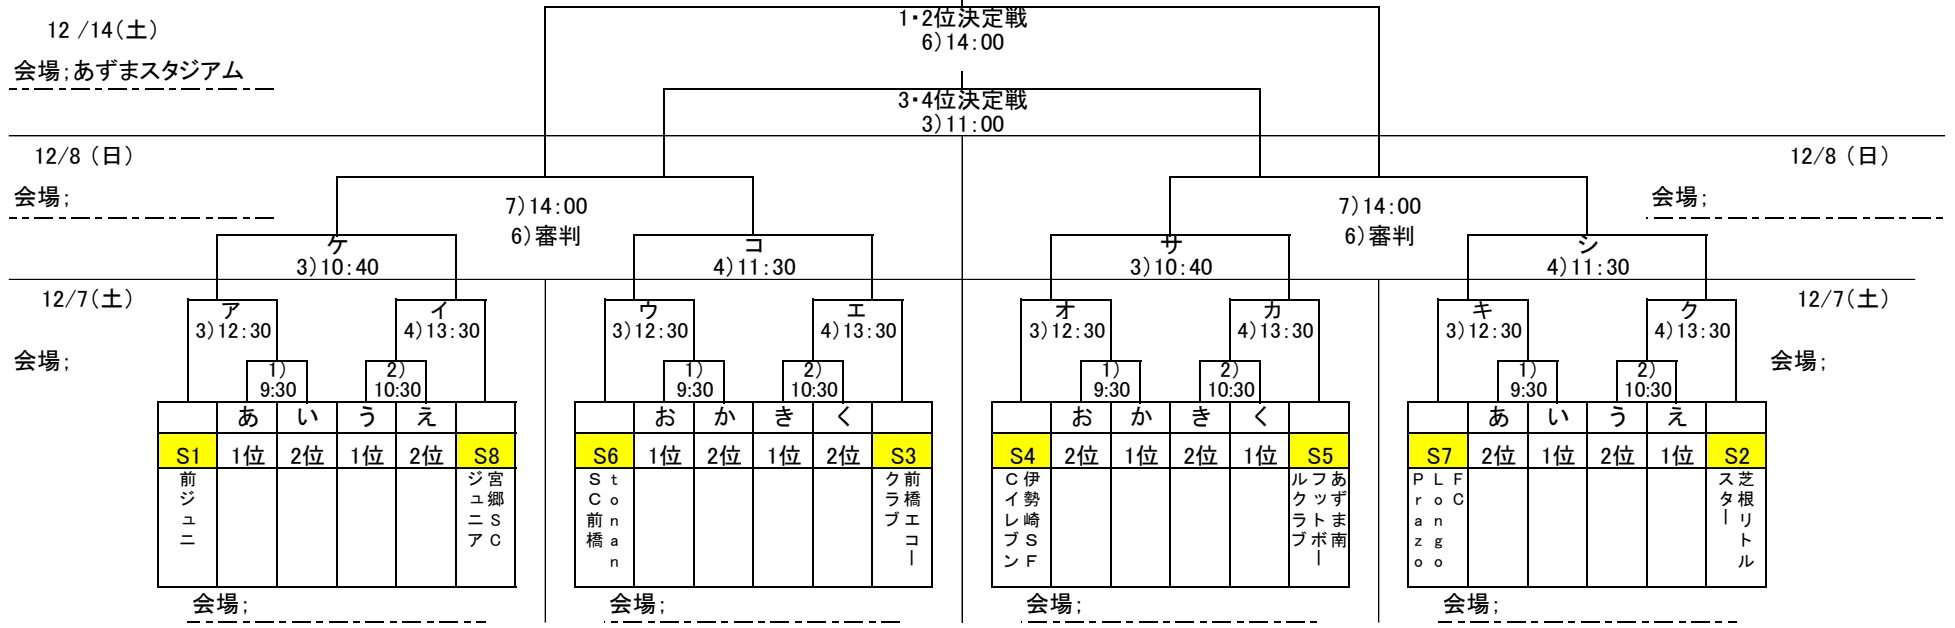 1・2位決定戦
12 /14(土)
6)14:00
会場;あずまスタジアム
3・4位決定戦
3)11:00
12/8 (日)
12/8 (日)
会場;
会場;
7)14:00
7)14:00
6)審判
6)審判
ケ
コ
サ
シ
3)10:40
4)11:30
3)10:40
4)11:30
12/7(土)
12/7(土)
ア
イ
ウ
エ
オ
カ
キ
ク
3)12:30
4)13:30
3)12:30
4)13:30
3)12:30
4)13:30
3)12:30
4)13:30
会場;
会場;
1)
2)
1)
2)
1)
2)
1)
2)
9:30
10:30
9:30
10:30
9:30
10:30
9:30
10:30
あ い う え
お か き く
お か き く
あ い う え
S1 1位 2位 1位 2位 S8
S6 1位 2位 1位 2位 S3
S4 2位 1位 2位 1位 S5
S7 2位 1位 2位 1位 S2
前ジュニ
宮郷SC
ジュニア
tonan
SC前橋
前橋エコー
クラブ
伊勢崎SF
Cイレブン
あずま南
フットボー
ルクラブ
FC
Longo
Prazo
芝根リトル
スター
会場;
会場;
会場;
会場;